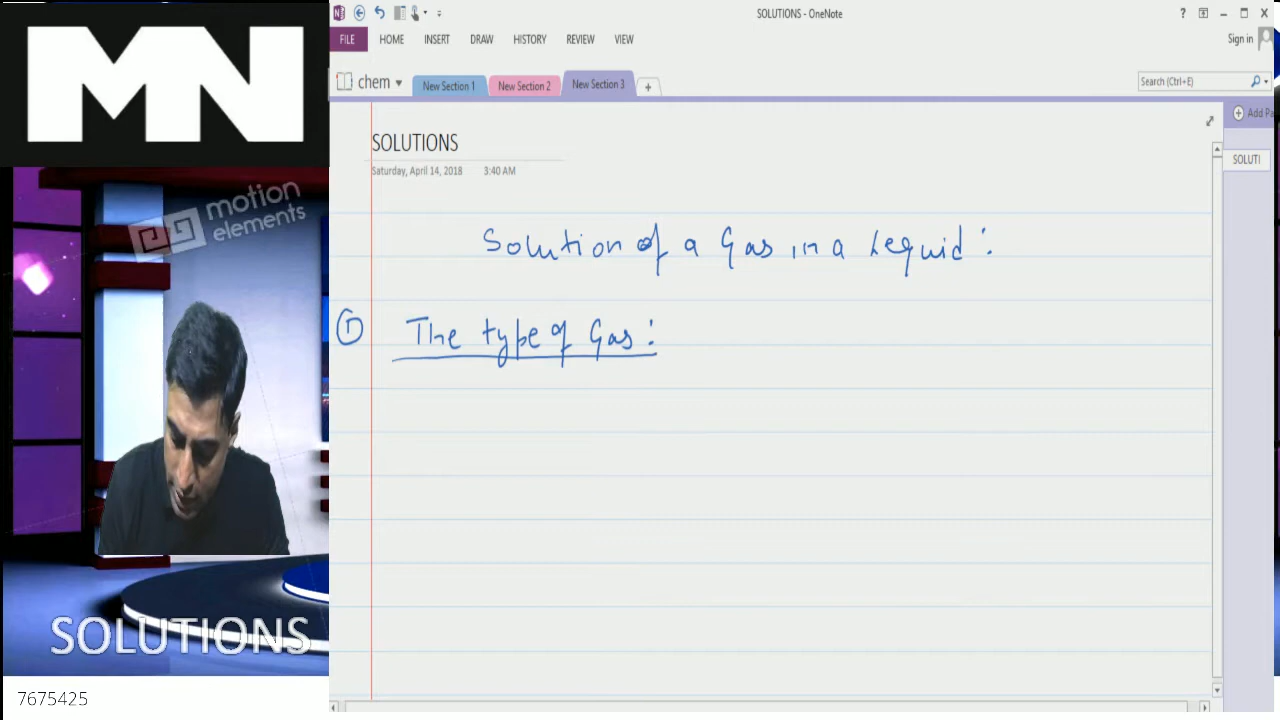 MN
motion
elements
SOLUTIONS
7675425
SOLUTIONS - OneNote
?
FILE HOME INSERT DRAW HISTORY REVIEW VIEW
Sign in
chem New Section 1 New Section 2 New Section 3 +
Search (Ctrl+E)
Add Pa
SOLUTI
SOLUTIONS
Saturday, April 14, 2018 3:40 AM
Solution of a Gas in a Liquid :
① The type of Gas :